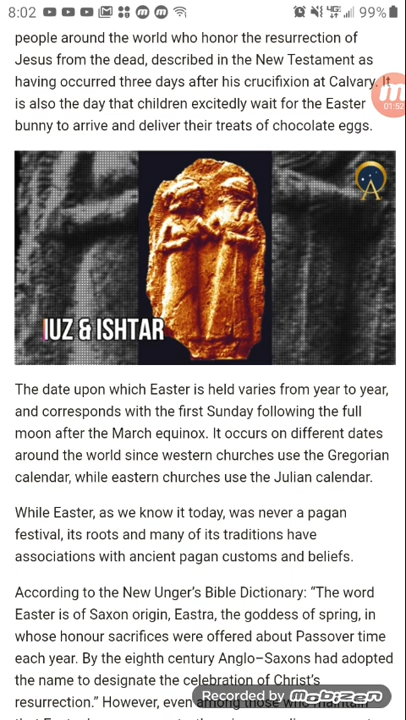 8:02
99%
people around the world who honor the resurrection of
Jesus from the dead, described in the New Testament as
having occurred three days after his crucifixion at Calvary. It
is also the day that children excitedly wait for the Easter
01:52
bunny to arrive and deliver their treats of chocolate eggs.
IUZ & ISHTAR
The date upon which Easter is held varies from year to year,
and corresponds with the first Sunday following the full
moon after the March equinox. It occurs on different dates
around the world since western churches use the Gregorian
calendar, while eastern churches use the Julian calendar.
While Easter, as we know it today, was never a pagan
festival, its roots and many of its traditions have
associations with ancient pagan customs and beliefs.
According to the New Unger's Bible Dictionary: “The word
Easter is of Saxon origin, Eastra, the goddess of spring, in
whose honour sacrifices were offered about Passover time
each year. By the eighth century Anglo–Saxons had adopted
the name to designate the celebration of Christ's
resurrection.” However, even among those who maintain
Recorded by Mobizen